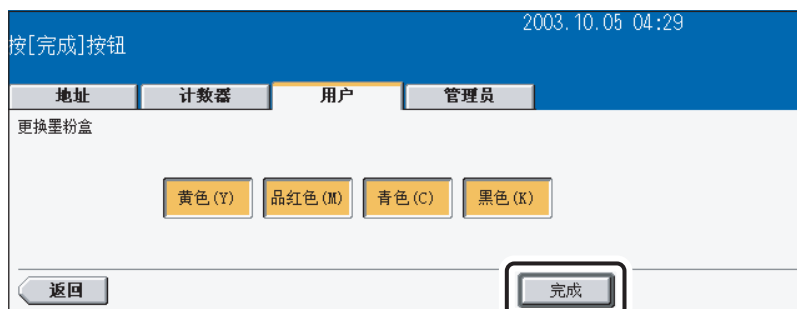 2003.10.05 04:29
按[完成]按钮
地址 计数器 用户 管理员
更换墨粉盒
黄色(Y) 品红色(M) 青色(C) 黑色(K)
返回 完成